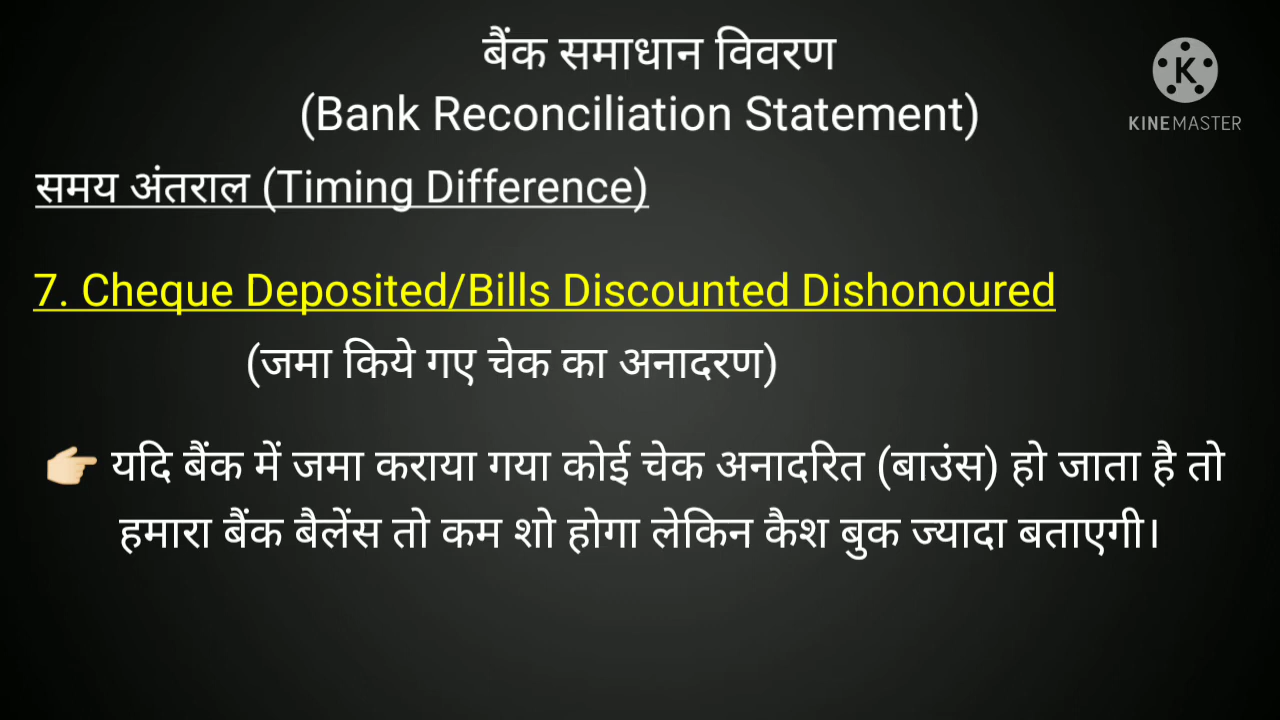 बैंक समाधान विवरण
(Bank Reconciliation Statement)
K
KINEMASTER
समय अंतराल (Timing Difference)
7. Cheque Deposited/Bills Discounted Dishonoured
(जमा किये गए चेक का अनादरण)
👉🏻 यदि बैंक में जमा कराया गया कोई चेक अनादरित (बाउंस) हो जाता है तो
हमारा बैंक बैलेंस तो कम शो होगा लेकिन कैश बुक ज्यादा बताएगी।